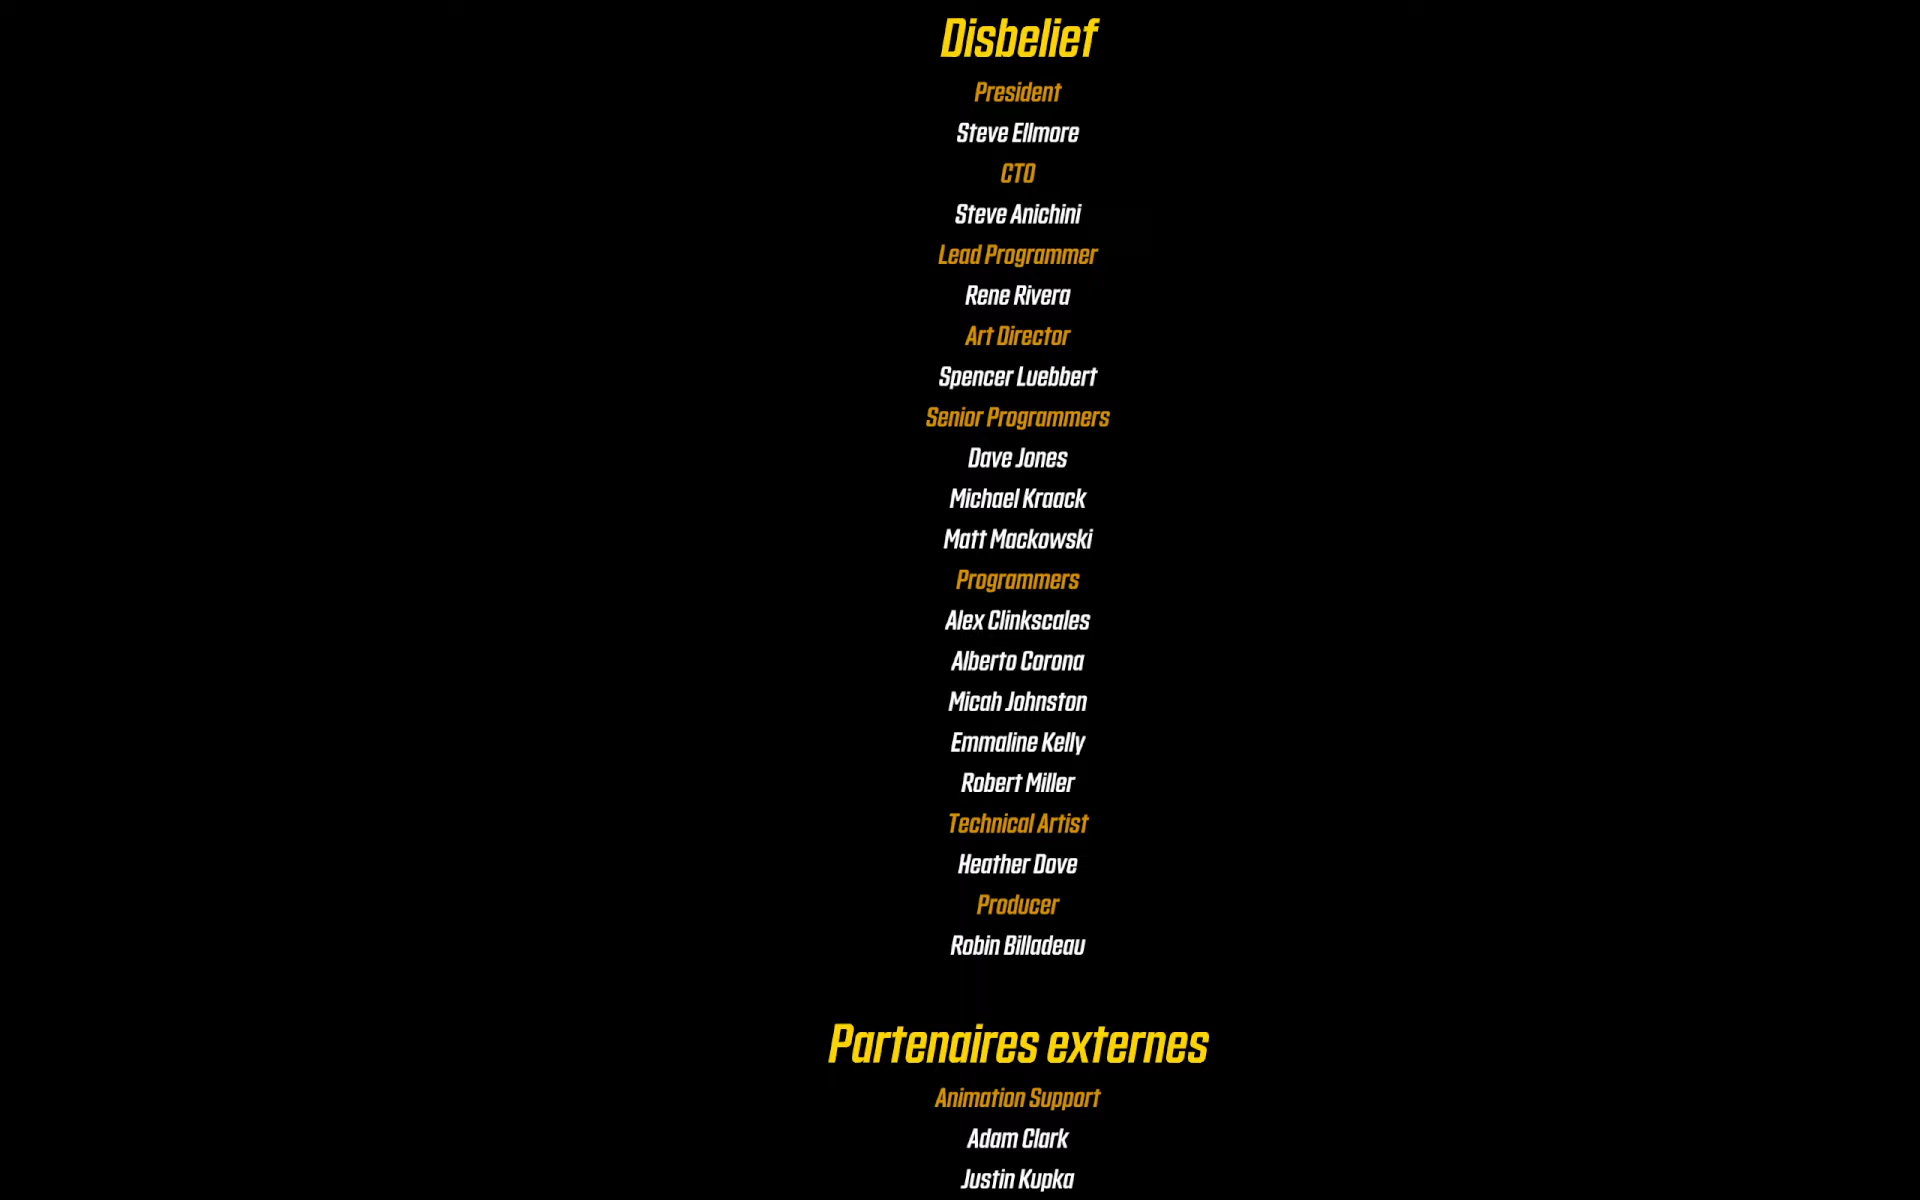 Disbelief
President
Steve Ellmore
CTO
Steve Anichini
Lead Programmer
Rene Rivera
Art Director
Spencer Luebbert
Senior Programmers
Dave Jones
Michael Kraack
Matt Mackowski
Programmers
Alex Clinkscales
Alberto Corona
Micah Johnston
Emmaline Kelly
Robert Miller
Technical Artist
Heather Dove
Producer
Robin Billadeau
Partenaires externes
Animation Support
Adam Clark
Justin Kupka